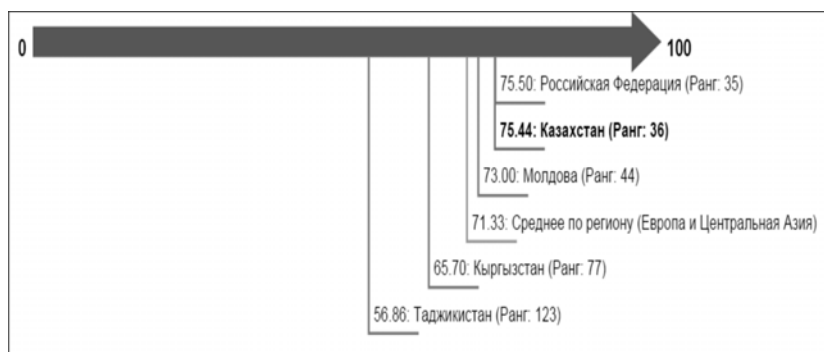 0
100
75.50: Российская Федерация (Ранг: 35)
75.44: Казахстан (Ранг: 36)
73.00: Молдова (Ранг: 44)
71.33: Среднее по региону (Европа и Центральная Азия)
65.70: Кыргызстан (Ранг: 77)
56.86: Таджикистан (Ранг: 123)